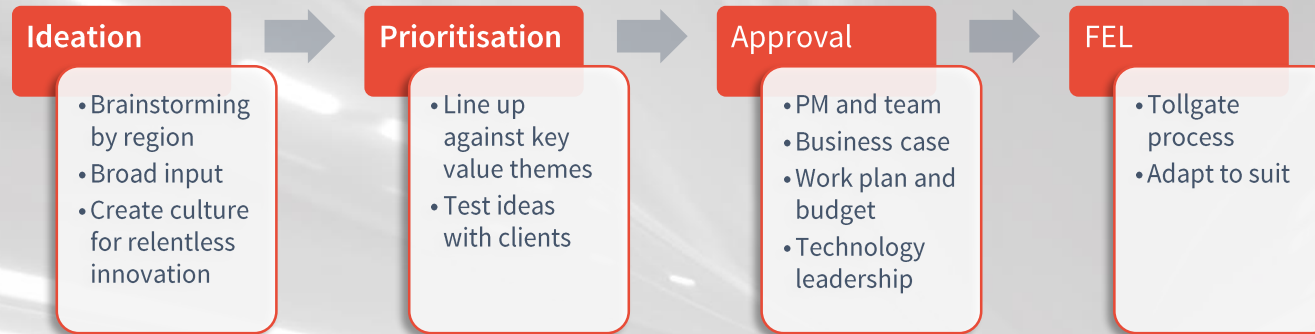 Ideation
•Brainstorming
by region
•Broad input
•Create culture
for relentless
innovation
Prioritisation
•Line up
against key
value themes
•Test ideas
with clients
Approval
•PM and team
•Business case
•Work plan and
budget
•Technology
leadership
FEL
•Tollgate
process
•Adapt to suit